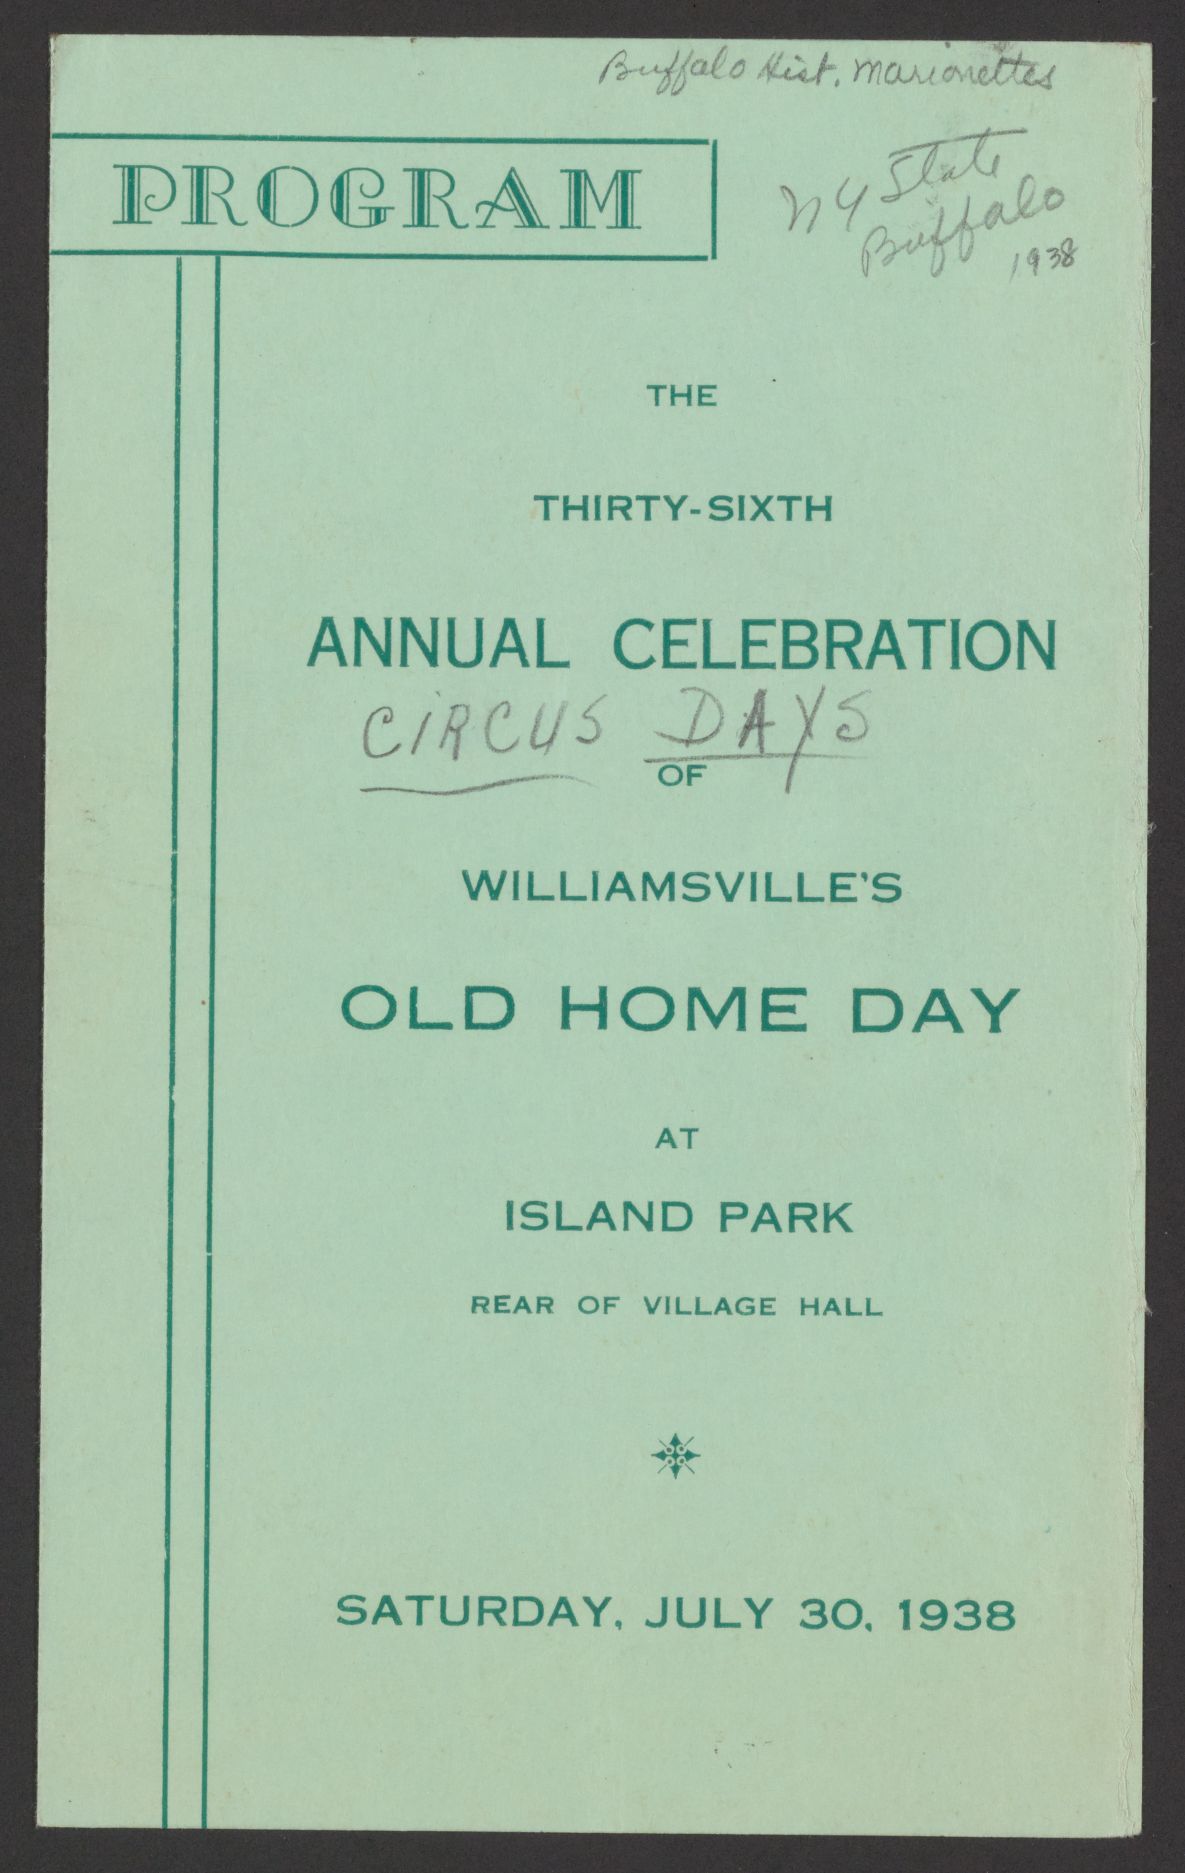 Buffalo Hist. Marionettes
PROGRAM
NY State
Buffalo
1938
THE
THIRTY-SIXTH
ANNUAL CELEBRATION
CIRCUS DAYS
OF
WILLIAMSVILLE'S
OLD HOME DAY
AT
ISLAND PARK
REAR OF VILLAGE HALL
SATURDAY, JULY 30, 1938